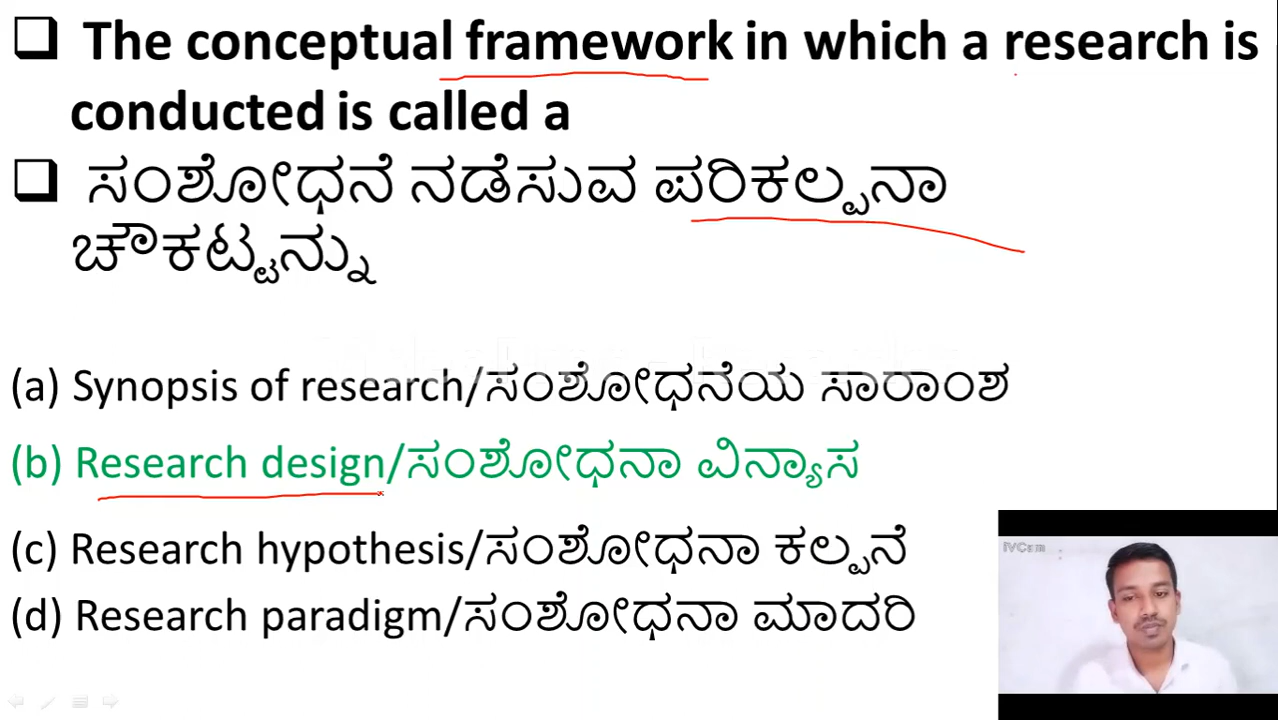 The conceptual framework in which a research is
conducted is called a
ಸಂಶೋಧನೆ ನಡೆಸುವ ಪರಿಕಲ್ಪನಾ
ಚೌಕಟ್ಟನ್ನು
(a) Synopsis of research/ಸಂಶೋಧನೆಯ ಸಾರಾಂಶ
(b) Research design/ಸಂಶೋಧನಾ ವಿನ್ಯಾಸ
(c) Research hypothesis/ಸಂಶೋಧನಾ ಕಲ್ಪನೆ
(d) Research paradigm/ಸಂಶೋಧನಾ ಮಾದರಿ
iVCam